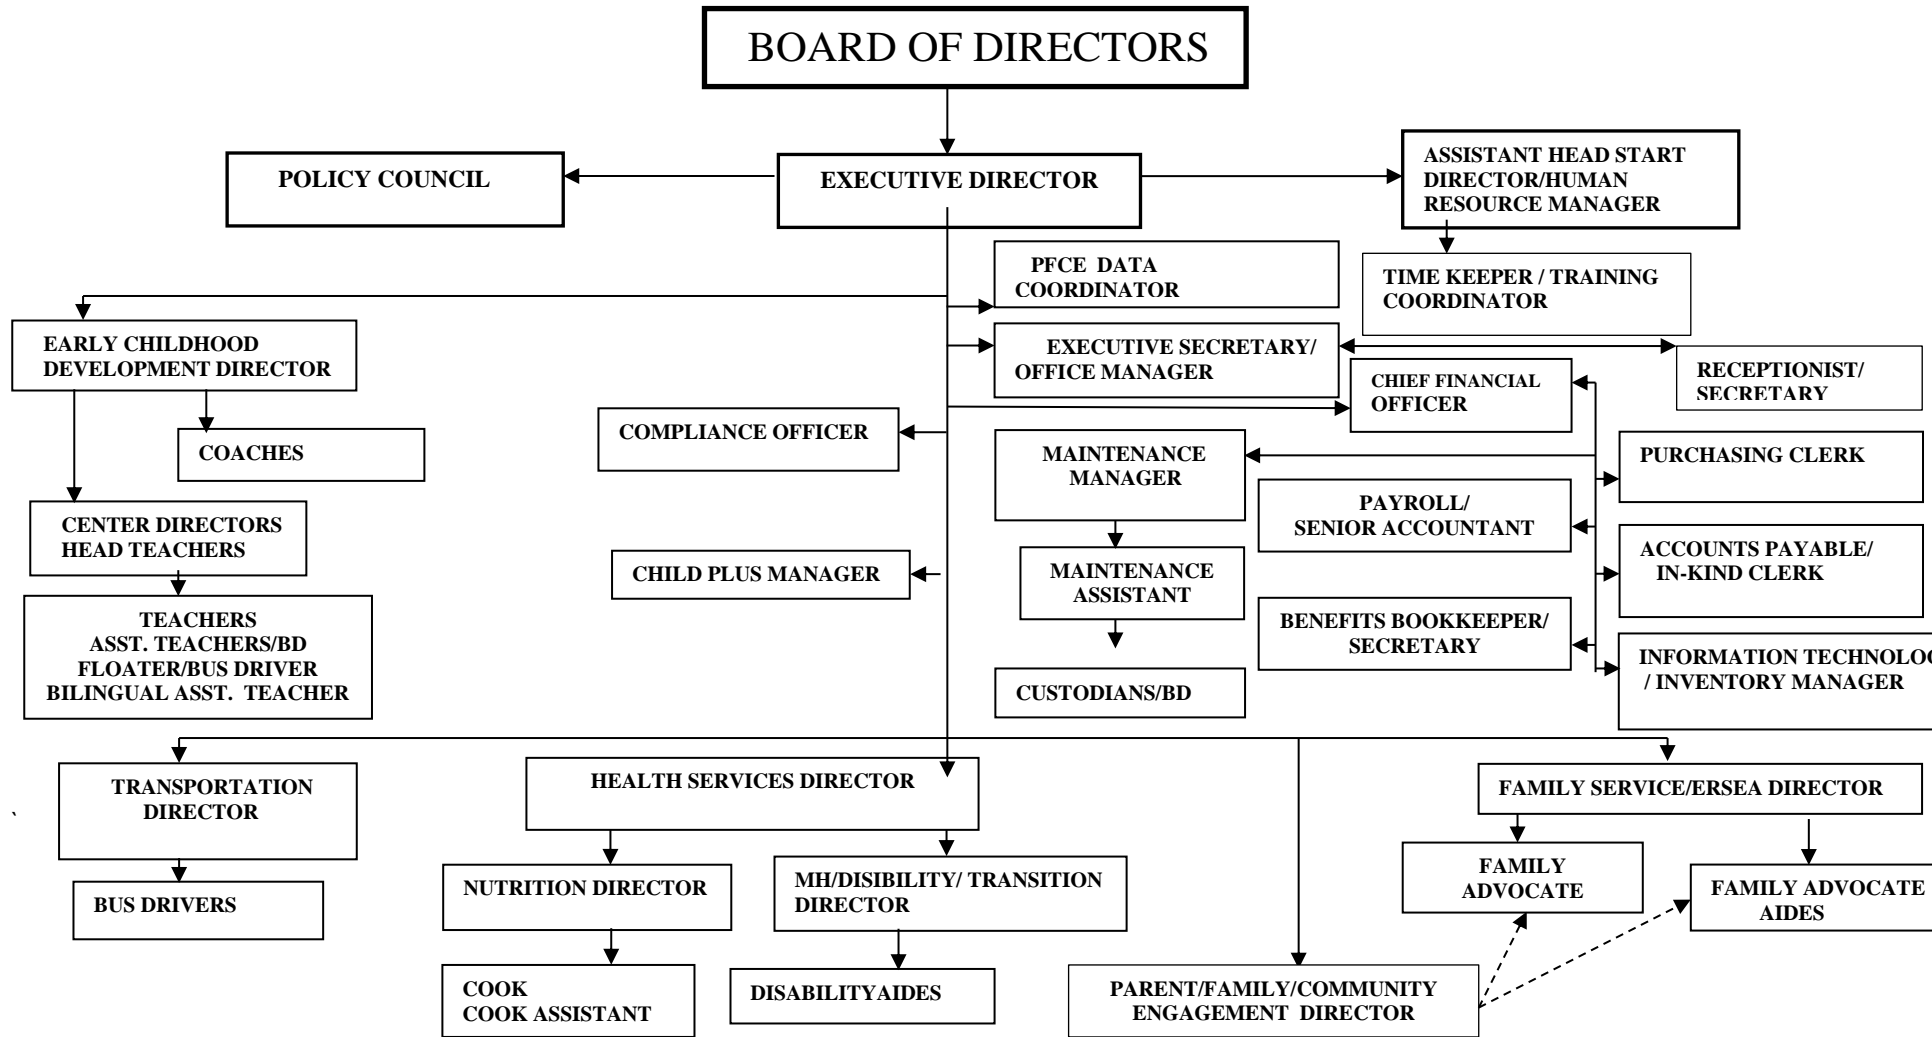 BOARD OF DIRECTORS
POLICY COUNCIL
EXECUTIVE DIRECTOR
ASSISTANT HEAD START
DIRECTOR/HUMAN
RESOURCE MANAGER
PFCE DATA
COORDINATOR
TIME KEEPER / TRAINING
COORDINATOR
EARLY CHILDHOOD
DEVELOPMENT DIRECTOR
EXECUTIVE SECRETARY/
OFFICE MANAGER
RECEPTIONIST/
SECRETARY
CHIEF FINANCIAL
OFFICER
COACHES
COMPLIANCE OFFICER
MAINTENANCE
MANAGER
PURCHASING CLERK
PAYROLL/
SENIOR ACCOUNTANT
CENTER DIRECTORS
HEAD TEACHERS
CHILD PLUS MANAGER
MAINTENANCE
ASSISTANT
ACCOUNTS PAYABLE/
IN-KIND CLERK
TEACHERS
ASST. TEACHERS/BD
FLOATER/BUS DRIVER
BILINGUAL ASST. TEACHER
BENEFITS BOOKKEEPER/
SECRETARY
CUSTODIANS/BD
INFORMATION TECHNOLOG
/ INVENTORY MANAGER
TRANSPORTATION
DIRECTOR
HEALTH SERVICES DIRECTOR
FAMILY SERVICE/ERSEA DIRECTOR
BUS DRIVERS
NUTRITION DIRECTOR
MH/DISIBILITY/ TRANSITION
DIRECTOR
FAMILY
ADVOCATE
FAMILY ADVOCATE
AIDES
COOK
COOK ASSISTANT
DISABILITYAIDES
PARENT/FAMILY/COMMUNITY
ENGAGEMENT DIRECTOR